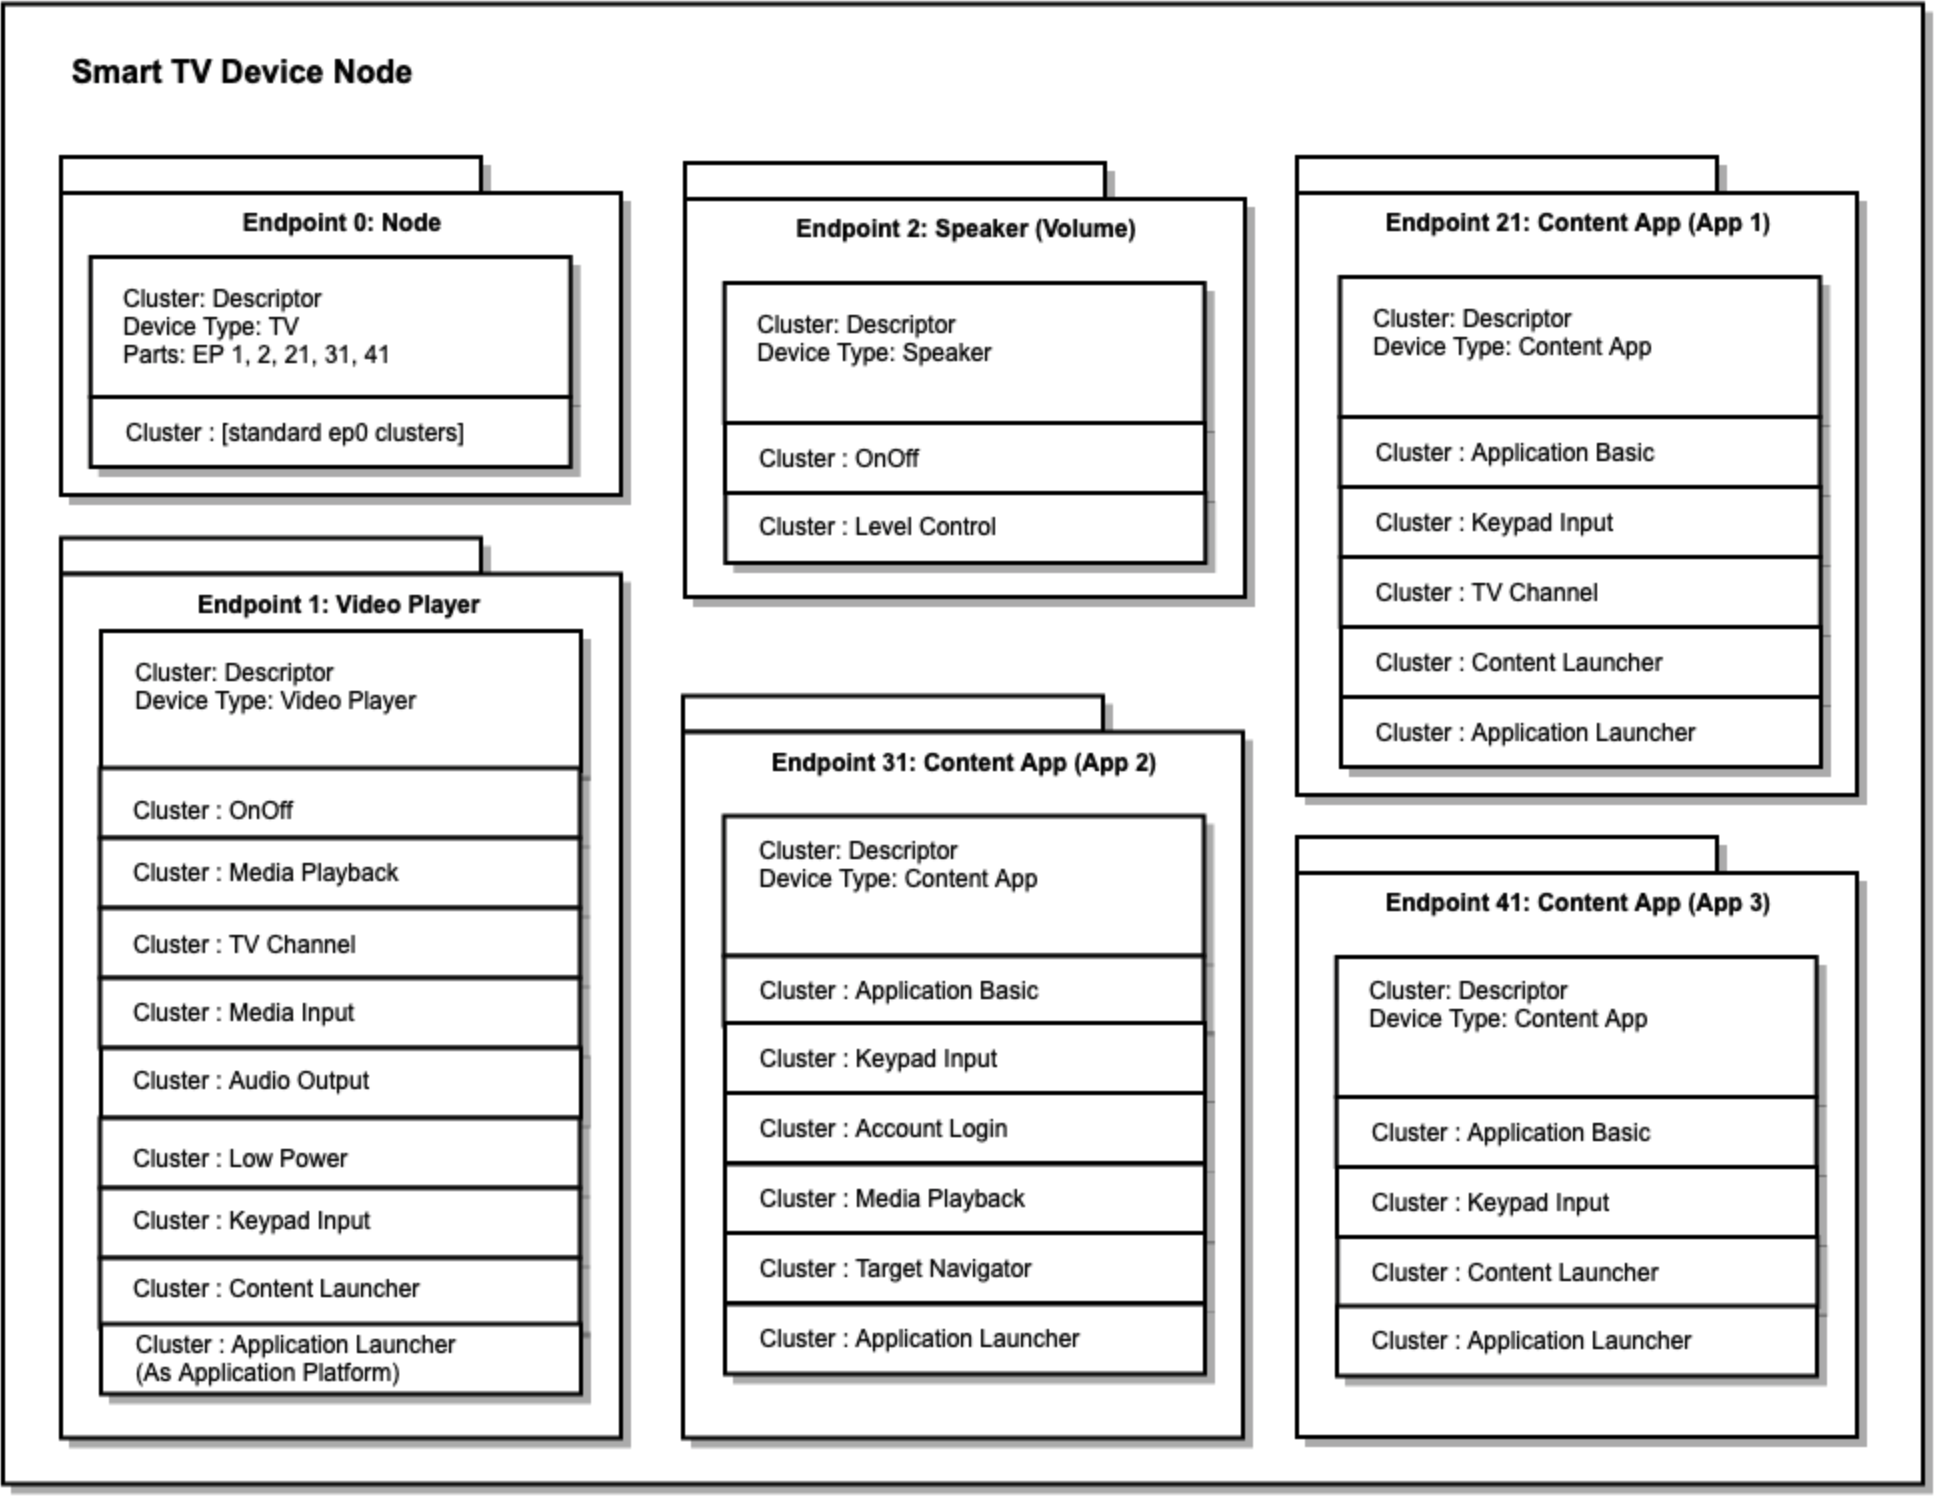 Smart TV Device Node
Endpoint 0: Node
Cluster: Descriptor
Device Type: TV
Parts: EP 1, 2, 21, 31, 41
Cluster : [standard ep0 clusters]
Endpoint 1: Video Player
Cluster: Descriptor
Device Type: Video Player
Cluster : OnOff
Cluster : Media Playback
Cluster : TV Channel
Cluster : Media Input
Cluster : Audio Output
Cluster : Low Power
Cluster : Keypad Input
Cluster : Content Launcher
Cluster : Application Launcher
(As Application Platform)
Endpoint 2: Speaker (Volume)
Cluster: Descriptor
Device Type: Speaker
Cluster : OnOff
Cluster : Level Control
Endpoint 31: Content App (App 2)
Cluster: Descriptor
Device Type: Content App
Cluster : Application Basic
Cluster : Keypad Input
Cluster : Account Login
Cluster : Media Playback
Cluster : Target Navigator
Cluster : Application Launcher
Endpoint 21: Content App (App 1)
Cluster: Descriptor
Device Type: Content App
Cluster : Application Basic
Cluster : Keypad Input
Cluster : TV Channel
Cluster : Content Launcher
Cluster : Application Launcher
Endpoint 41: Content App (App 3)
Cluster: Descriptor
Device Type: Content App
Cluster : Application Basic
Cluster : Keypad Input
Cluster : Content Launcher
Cluster : Application Launcher